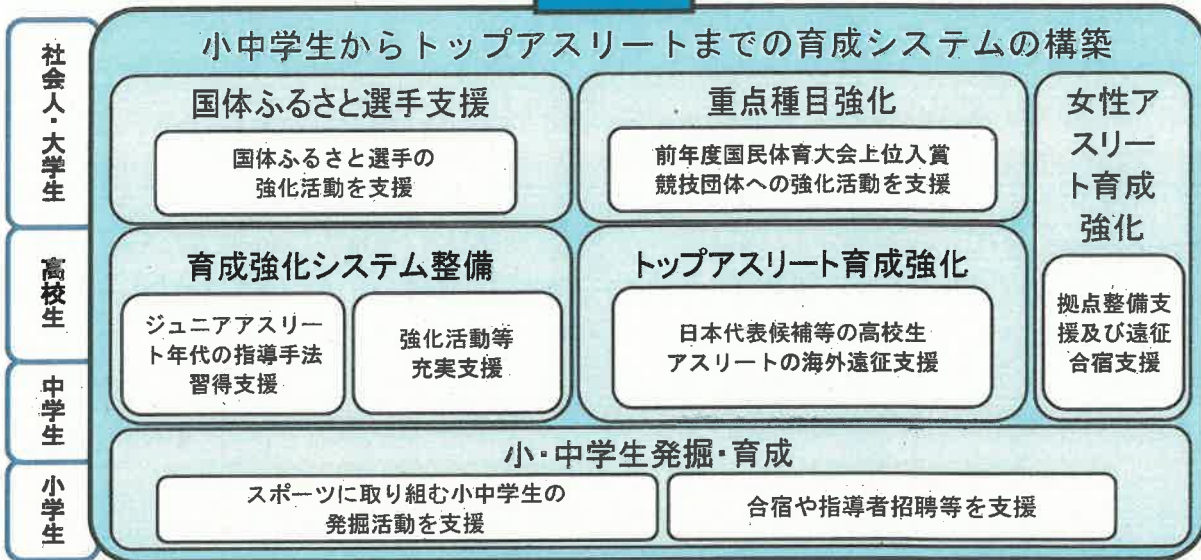 小中学生からトップアスリートまでの育成システムの構築
社会人・大学生
国体ふるさと選手支援
国体ふるさと選手の
強化活動を支援
重点種目強化
前年度国民体育大会上位入賞
競技団体への強化活動を支援
女性ア
スリー
ト育成
強化
拠点整備支
援及び遠征
合宿支援
高校生
育成強化システム整備
ジュニアアスリー
ト年代の指導手法
習得支援
強化活動等
充実支援
トップアスリート育成強化
日本代表候補等の高校生
アスリートの海外遠征支援
中学生
小・中学生発掘・育成
小学生
スポーツに取り組む小中学生の
発掘活動を支援
合宿や指導者招聘等を支援